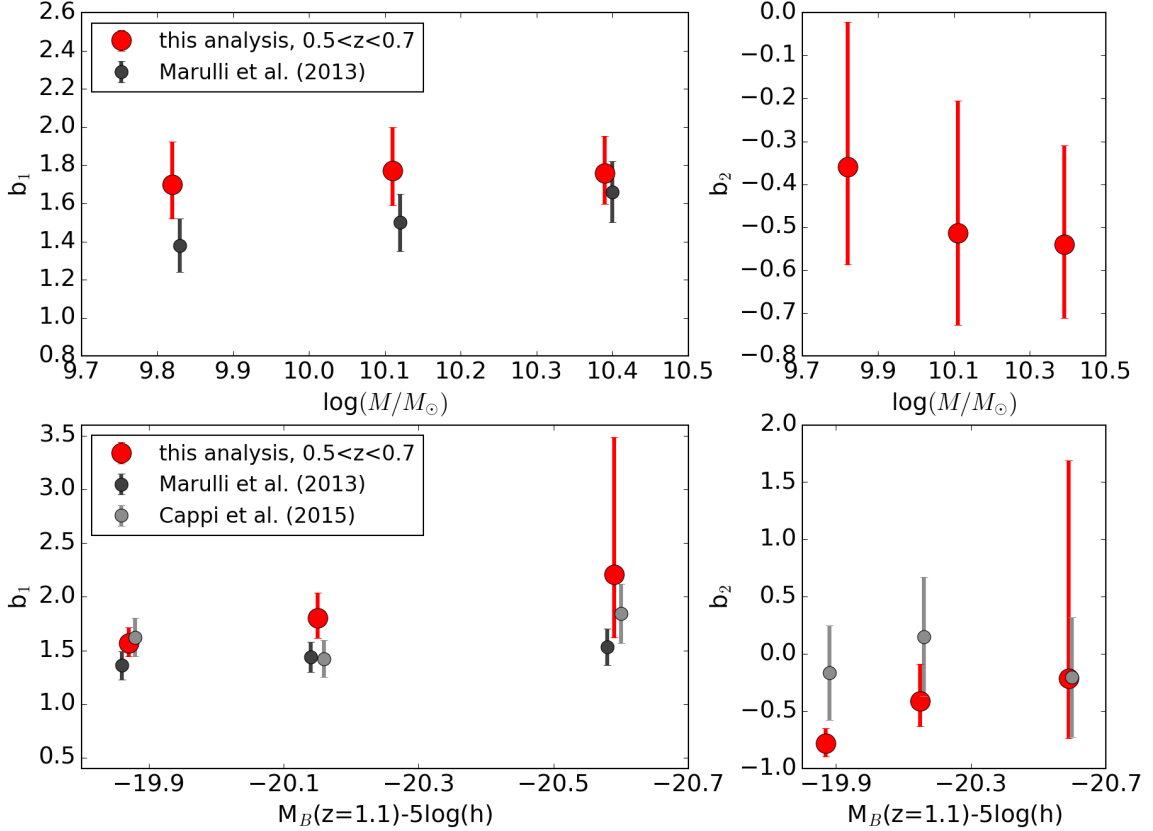 2.6
2.4
2.2
2.0
1.8
1.6
1.4
1.2
1.0
0.8
b₁
this analysis, 0.5<z<0.7
Marulli et al. (2013)
9.7 9.8 9.9 10.0 10.1 10.2 10.3 10.4 10.5
log(M/M⊙)
0.0
−0.1
−0.2
−0.3
−0.4
−0.5
−0.6
−0.7
−0.8
b₂
9.7 9.9 10.1 10.3 10.5
log(M/M⊙)
3.5
3.0
2.5
2.0
1.5
1.0
0.5
b₁
this analysis, 0.5<z<0.7
Marulli et al. (2013)
Cappi et al. (2015)
−19.9 −20.1 −20.3 −20.5 −20.7
M_B(z=1.1)-5log(h)
2.0
1.5
1.0
0.5
0.0
−0.5
−1.0
b₂
−19.9 −20.3 −20.7
M_B(z=1.1)-5log(h)